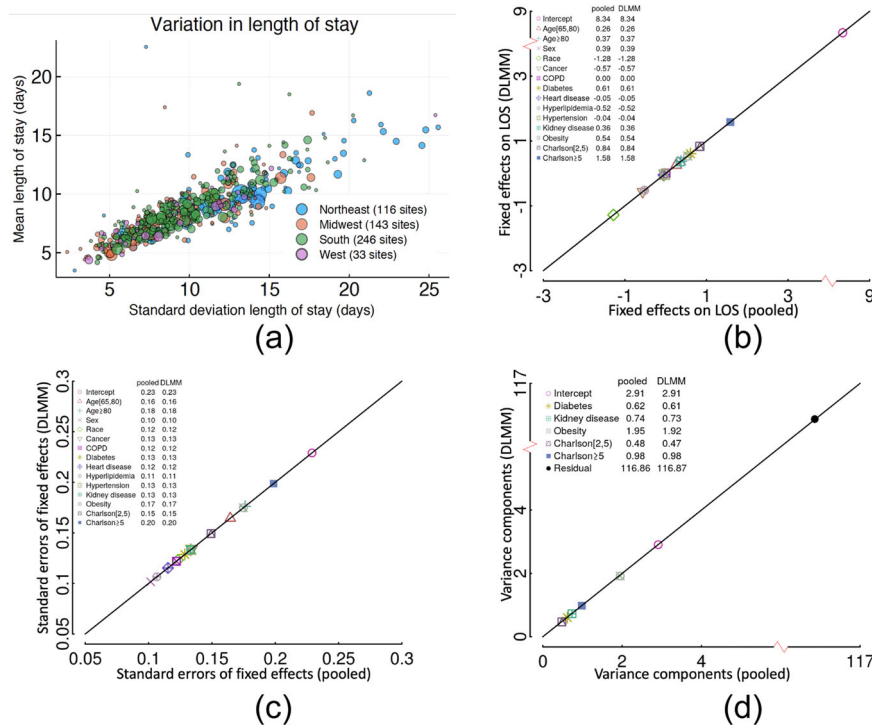 Variation in length of stay
Mean length of stay (days)
20
15
10
5
Northeast (116 sites)
Midwest (143 sites)
South (246 sites)
West (33 sites)
5 10 15 20 25
Standard deviation length of stay (days)
(a)
Fixed effects on LOS (DLMM)
9
3
1
-1
-3
pooled DLMM
Intercept 8.34 8.34
Age[65,80) 0.26 0.26
Age≥80 0.37 0.37
Sex 0.39 0.39
Race -1.28 -1.28
Cancer -0.57 -0.57
COPD 0.00 0.00
Diabetes 0.61 0.61
Heart disease -0.05 -0.05
Hyperlipidemia -0.52 -0.52
Hypertension -0.04 -0.04
Kidney disease 0.36 0.36
Obesity 0.54 0.54
Charlson[2,5) 0.84 0.84
Charlson≥5 1.58 1.58
-3 -1 1 3 9
Fixed effects on LOS (pooled)
(b)
Standard errors of fixed effects (DLMM)
0.3
0.2
0.15
0.1
0.05
pooled DLMM
Intercept 0.23 0.23
Age[65,80) 0.16 0.16
Age≥80 0.18 0.18
Sex 0.10 0.10
Race 0.12 0.12
Cancer 0.13 0.13
COPD 0.12 0.12
Diabetes 0.13 0.13
Heart disease 0.12 0.12
Hyperlipidemia 0.11 0.11
Hypertension 0.13 0.13
Kidney disease 0.13 0.13
Obesity 0.17 0.17
Charlson[2,5) 0.15 0.15
Charlson≥5 0.20 0.20
0.05 0.1 0.15 0.2 0.3
Standard errors of fixed effects (pooled)
(c)
Variance components (DLMM)
117
4
2
0
pooled DLMM
Intercept 2.91 2.91
Diabetes 0.62 0.61
Kidney disease 0.74 0.73
Obesity 1.95 1.92
Charlson[2,5) 0.48 0.47
Charlson≥5 0.98 0.98
Residual 116.86 116.87
0 2 4 117
Variance components (pooled)
(d)